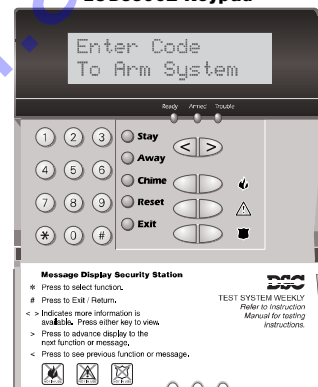 Enter Code
To Arm System
Ready Armed Trouble
1 2 3 Stay
< >
Away
4 5 6
Chime
7 8 9 Reset
Exit
* 0 #
Message Display Security Station
* Press to select function.
# Press to Exit / Return.
< > Indicates more information is
available. Press either key to view.
> Press to advance display to the
next function or message.
< Press to see previous function or message.
DSC
TEST SYSTEM WEEKLY
Refer to Instruction
Manual for testing
instructions.